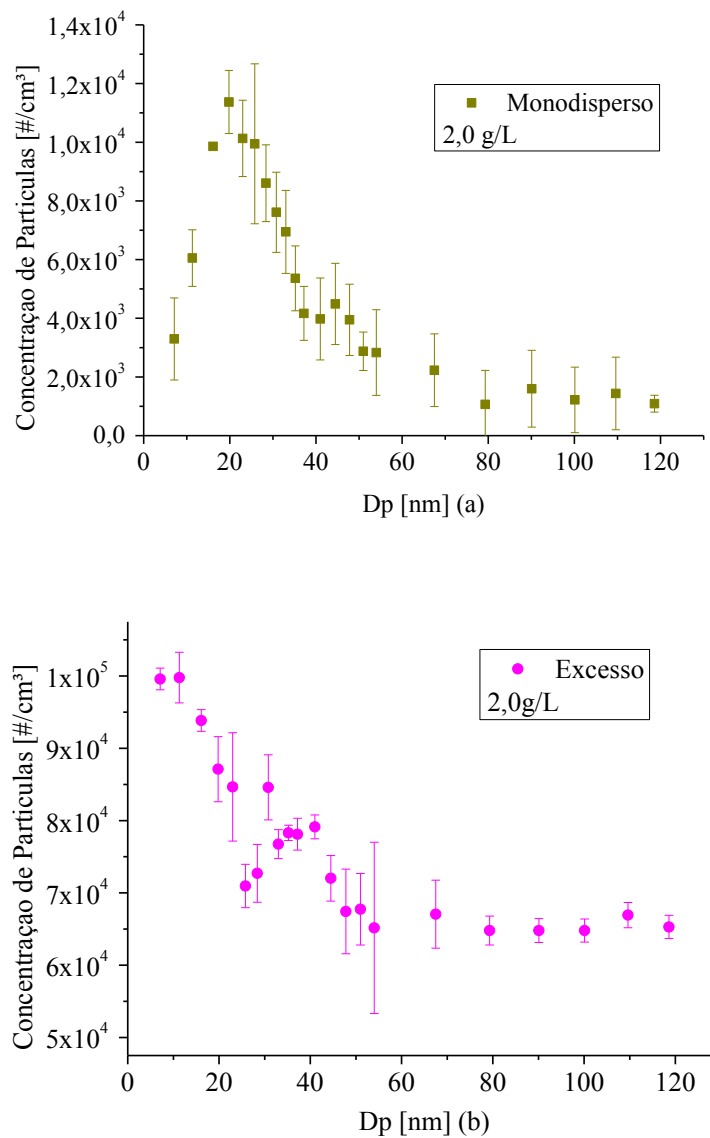 Concentraçao de Particulas [#/cm³]
1,4x10⁴
1,2x10⁴
1,0x10⁴
8,0x10³
6,0x10³
4,0x10³
2,0x10³
0,0
Monodisperso
2,0 g/L
0 20 40 60 80 100 120
Dp [nm] (a)
Concentraçao de Particulas [#/cm³]
1x10⁵
9x10⁴
8x10⁴
7x10⁴
6x10⁴
5x10⁴
Excesso
2,0g/L
0 20 40 60 80 100 120
Dp [nm] (b)